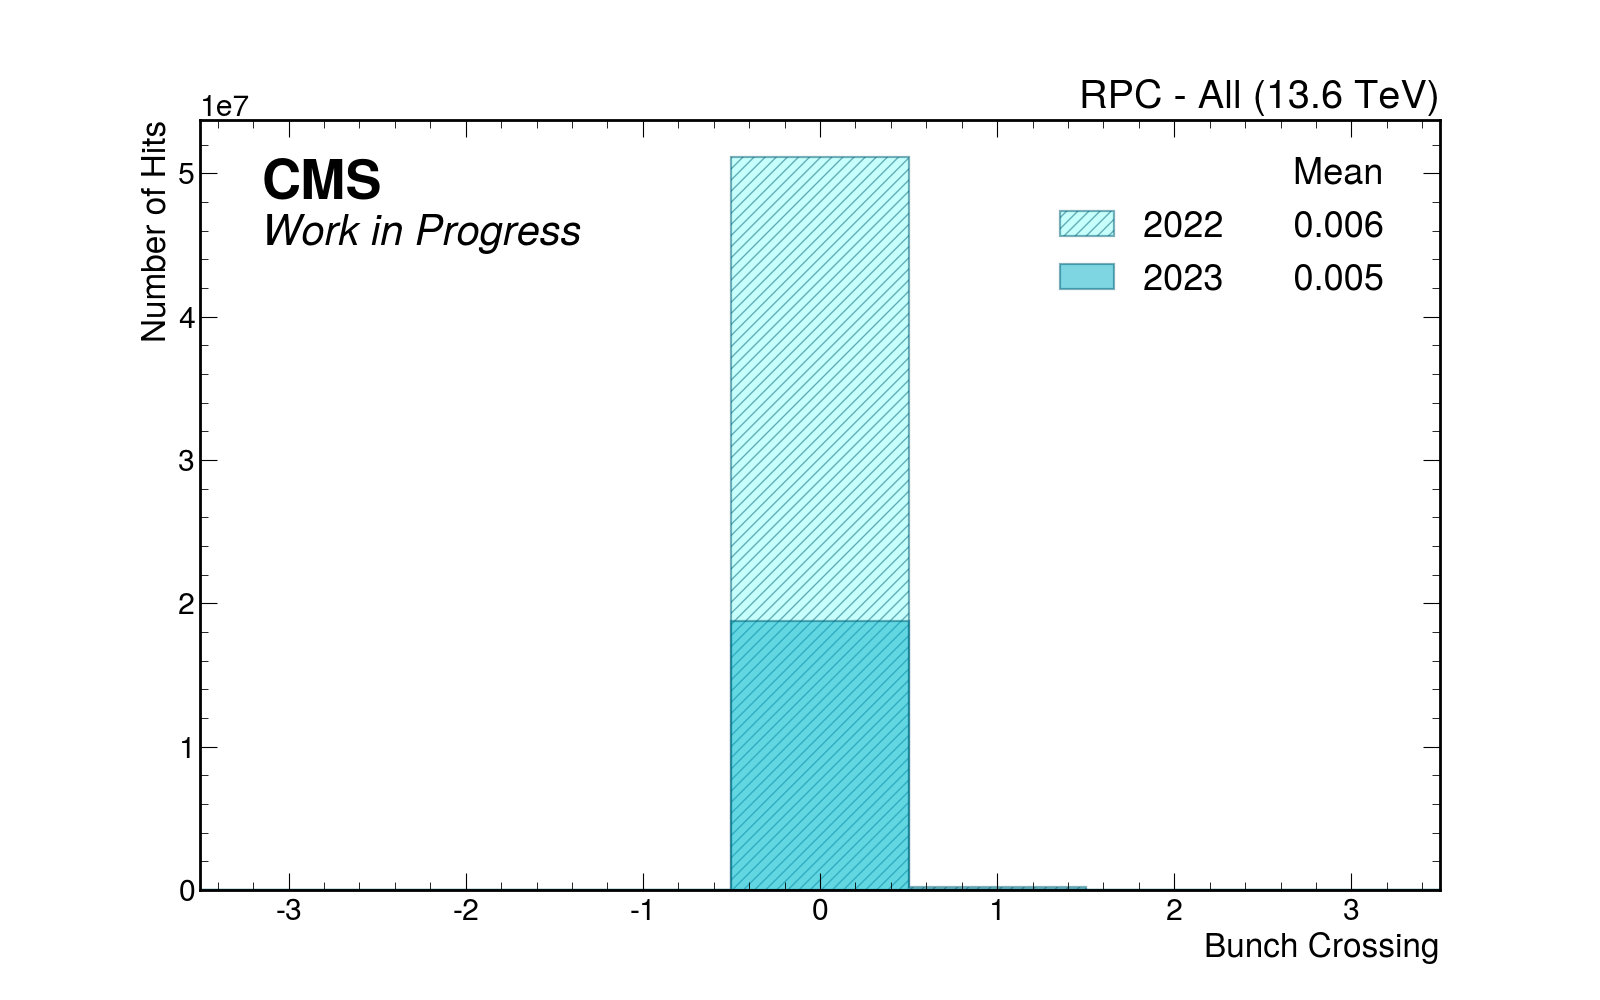 RPC - All (13.6 TeV)
1e7
Number of Hits
CMS
Work in Progress
Mean
2022 0.006
2023 0.005
5
4
3
2
1
0
-3 -2 -1 0 1 2 3
Bunch Crossing